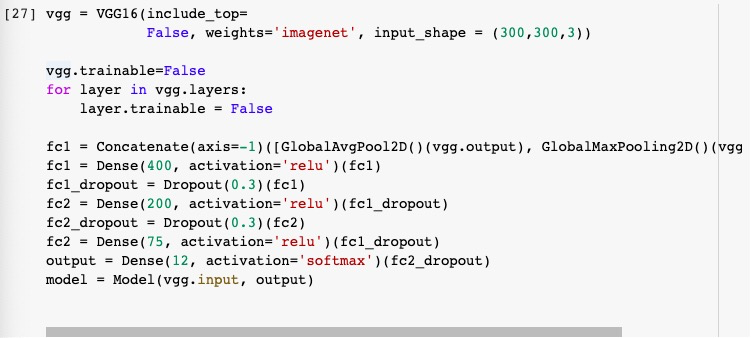 [27] vgg = VGG16(include_top=
False, weights='imagenet', input_shape = (300,300,3))
vgg.trainable=False
for layer in vgg.layers:
layer.trainable = False
fc1 = Concatenate(axis=-1)([GlobalAvgPool2D()(vgg.output), GlobalMaxPooling2D()(vgg
fc1 = Dense(400, activation='relu')(fc1)
fc1_dropout = Dropout(0.3)(fc1)
fc2 = Dense(200, activation='relu')(fc1_dropout)
fc2_dropout = Dropout(0.3)(fc2)
fc2 = Dense(75, activation='relu')(fc1_dropout)
output = Dense(12, activation='softmax')(fc2_dropout)
model = Model(vgg.input, output)